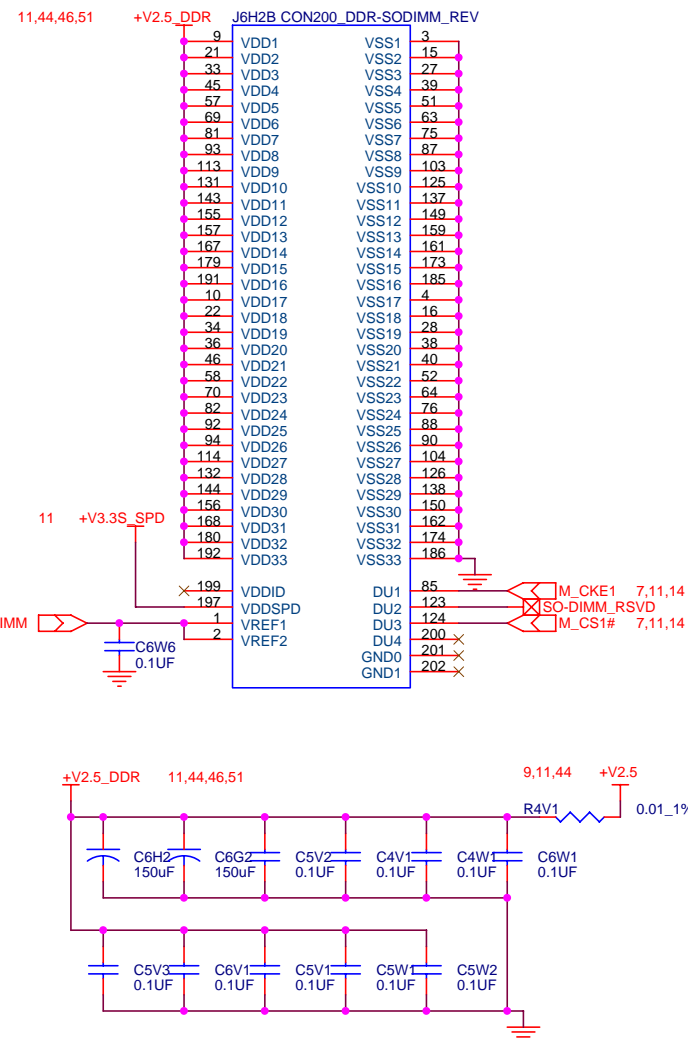 11,44,46,51 +V2.5_DDR J6H2B CON200_DDR-SODIMM_REV
9 VDD1 VSS1 3
21 VDD2 VSS2 15
33 VDD3 VSS3 27
45 VDD4 VSS4 39
57 VDD5 VSS5 51
69 VDD6 VSS6 63
81 VDD7 VSS7 75
93 VDD8 VSS8 87
113 VDD9 VSS9 103
131 VDD10 VSS10 125
143 VDD11 VSS11 137
155 VDD12 VSS12 149
157 VDD13 VSS13 159
167 VDD14 VSS14 161
179 VDD15 VSS15 173
191 VDD16 VSS16 185
10 VDD17 VSS17 4
22 VDD18 VSS18 16
34 VDD19 VSS19 28
36 VDD20 VSS20 38
46 VDD21 VSS21 40
58 VDD22 VSS22 52
70 VDD23 VSS23 64
82 VDD24 VSS24 76
92 VDD25 VSS25 88
94 VDD26 VSS26 90
114 VDD27 VSS27 104
132 VDD28 VSS28 126
144 VDD29 VSS29 138
156 VDD30 VSS30 150
11 +V3.3S_SPD 168 VDD31 VSS31 162
180 VDD32 VSS32 174
192 VDD33 VSS33 186
199 VDDID DU1 85 M_CKE1 7,11,14
197 VDDSPD DU2 123 SO-DIMM_RSVD
IMM 1 VREF1 DU3 124 M_CS1# 7,11,14
2 VREF2 DU4 200
GND0 201
GND1 202
C6W6
0.1UF
+V2.5_DDR 11,44,46,51 9,11,44 +V2.5
R4V1 0.01_1%
C6H2 C6G2 C5V2 C4V1 C4W1 C6W1
150uF 150uF 0.1UF 0.1UF 0.1UF 0.1UF
C5V3 C6V1 C5V1 C5W1 C5W2
0.1UF 0.1UF 0.1UF 0.1UF 0.1UF